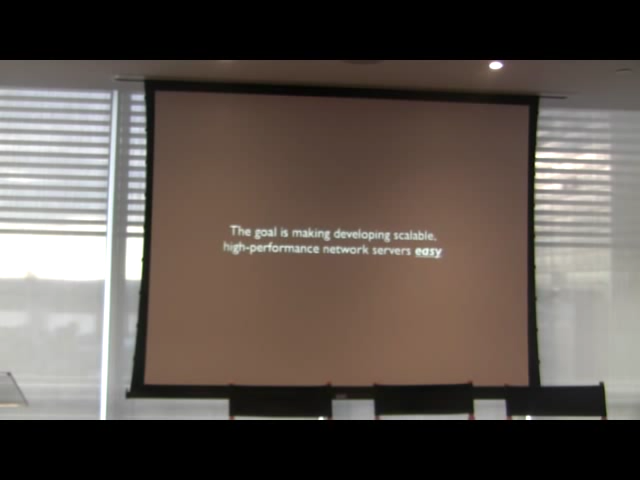 The goal is making developing scalable,
high-performance network servers easy